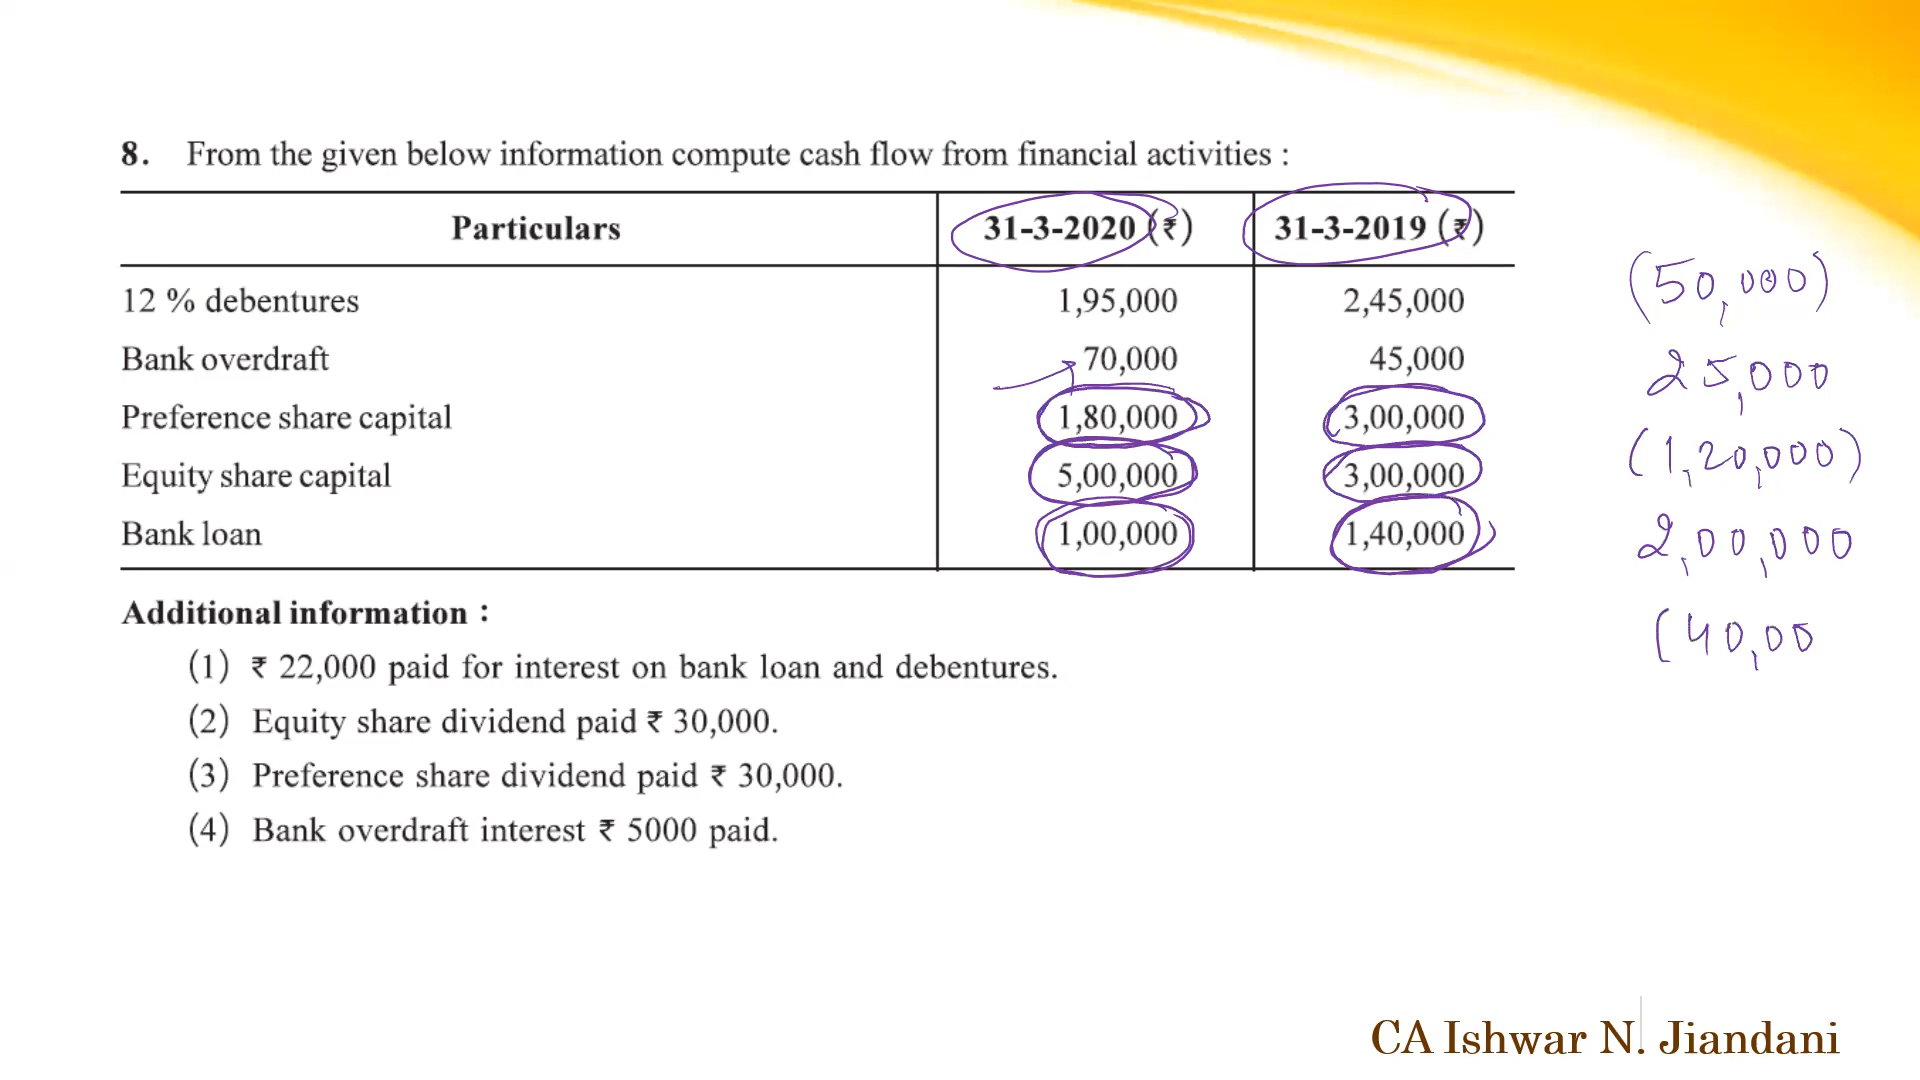 8. From the given below information compute cash flow from financial activities :
Particulars 31-3-2020 (₹) 31-3-2019 (₹)
12 % debentures 1,95,000 2,45,000 (50,000)
Bank overdraft 70,000 45,000 25,000
Preference share capital 1,80,000 3,00,000 (1,20,000)
Equity share capital 5,00,000 3,00,000 2,00,000
Bank loan 1,00,000 1,40,000 (40,00
Additional information :
(1) ₹ 22,000 paid for interest on bank loan and debentures.
(2) Equity share dividend paid ₹ 30,000.
(3) Preference share dividend paid ₹ 30,000.
(4) Bank overdraft interest ₹ 5000 paid.
CA Ishwar N. Jiandani